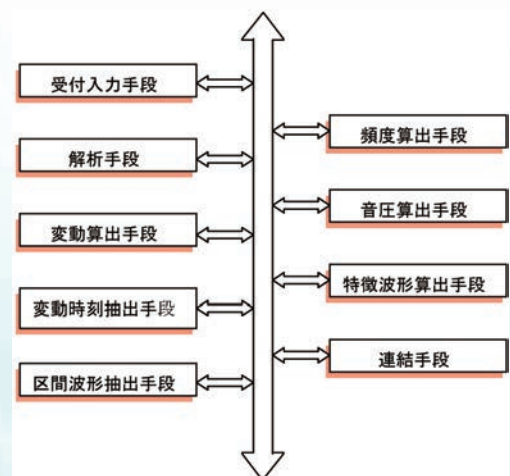 受付入力手段
解析手段
変動算出手段
変動時刻抽出手段
区間波形抽出手段
頻度算出手段
音圧算出手段
特徴波形算出手段
連結手段